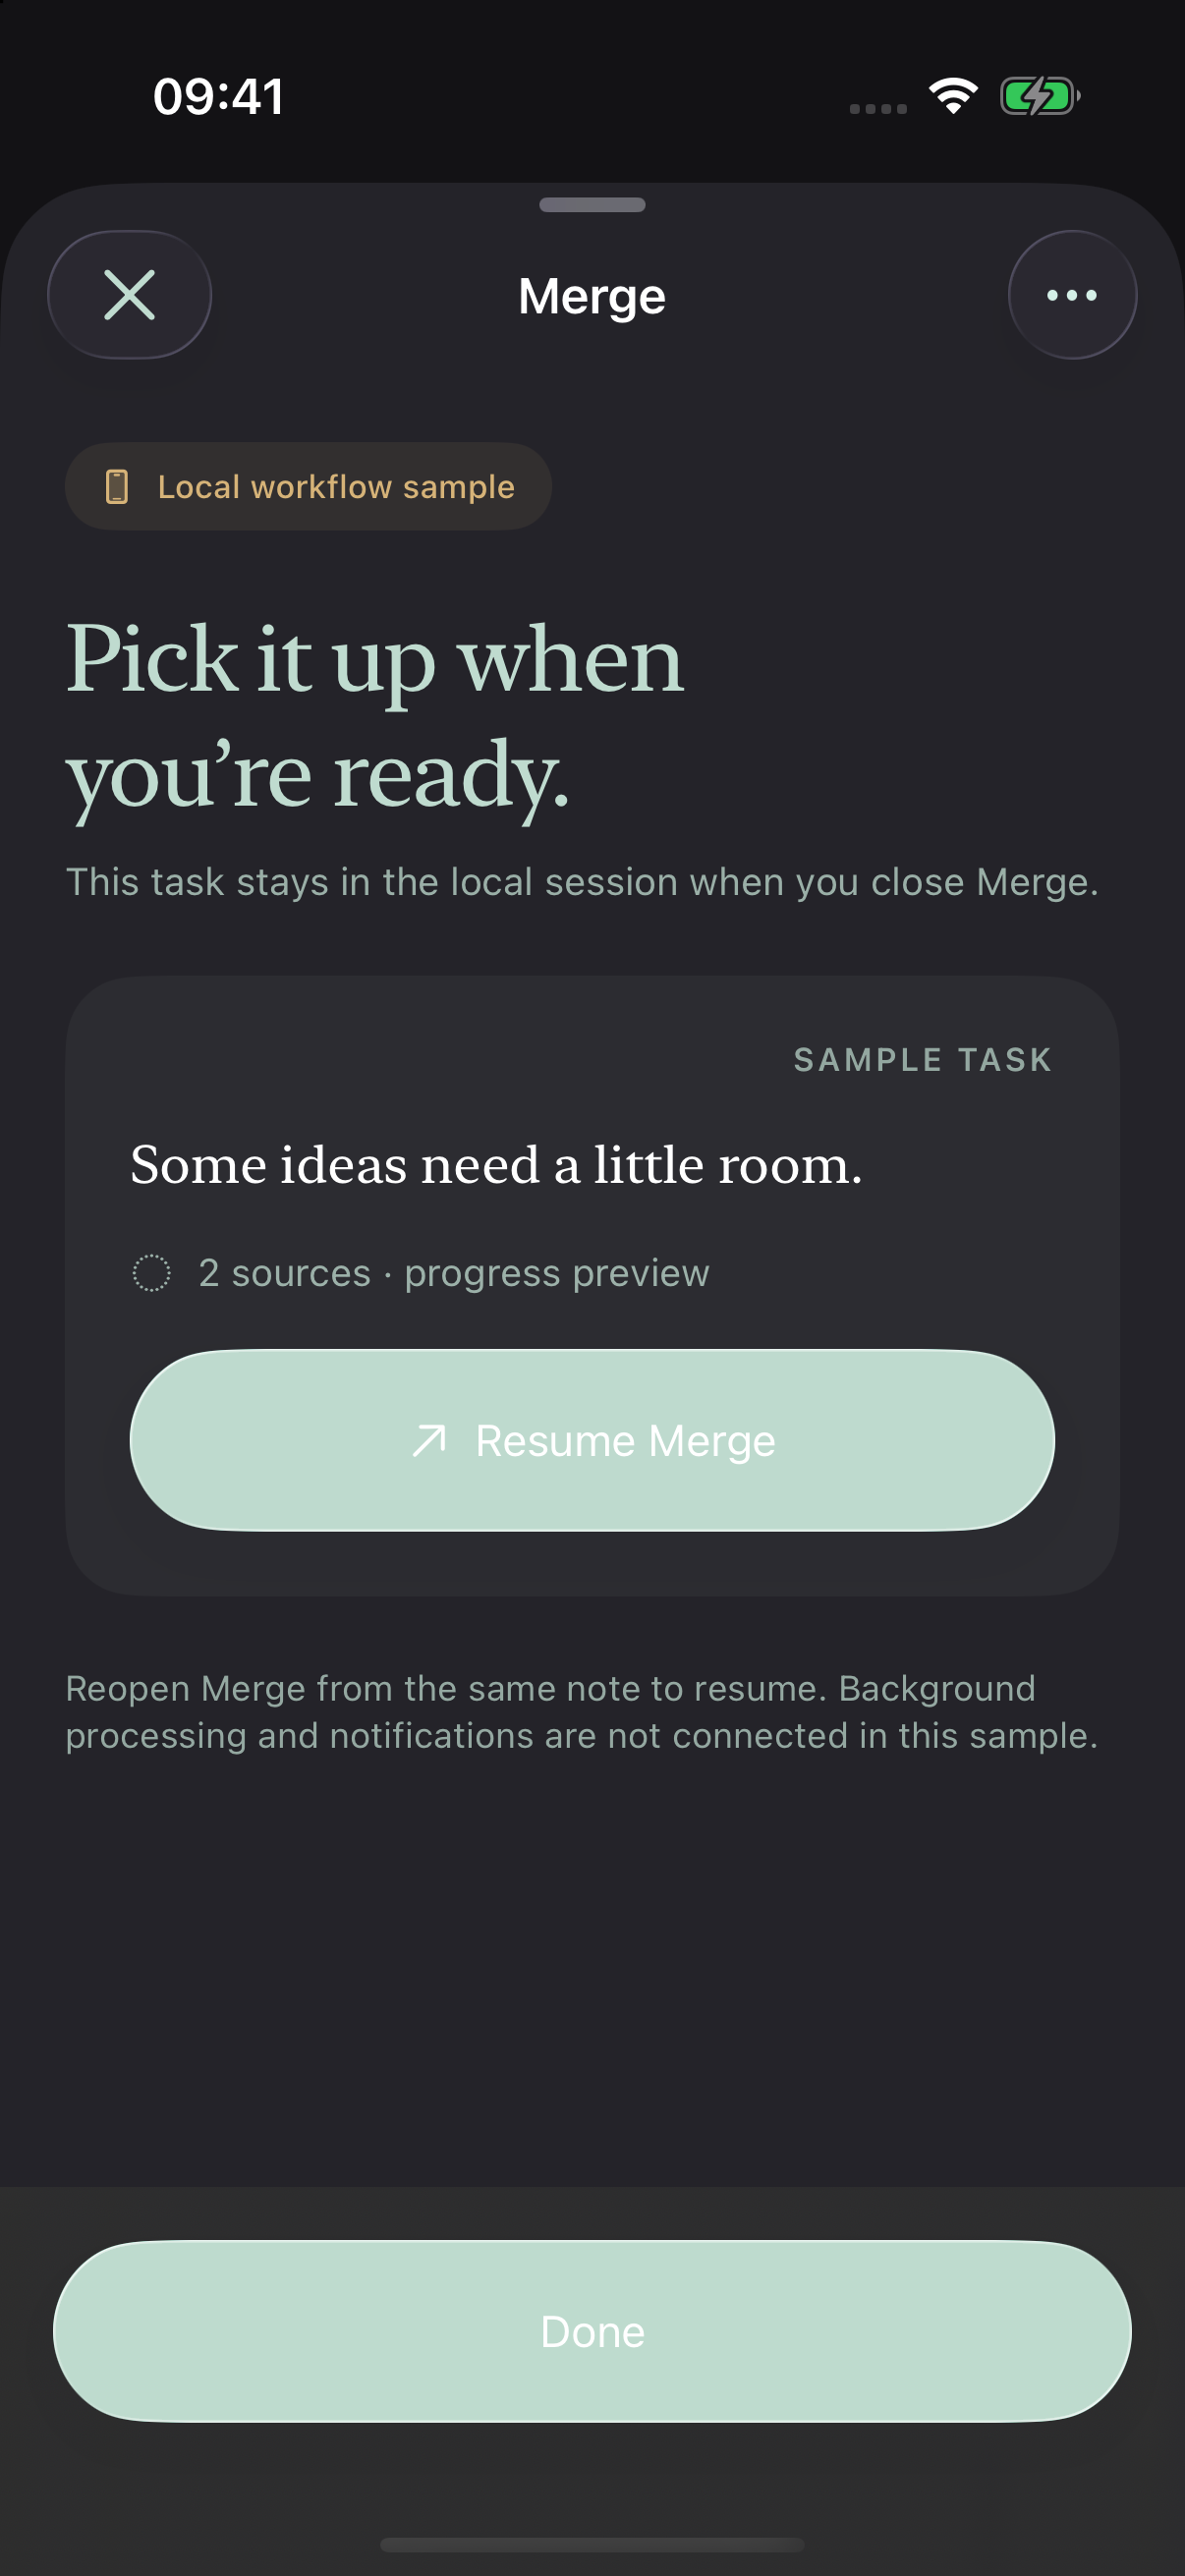 09:41
Merge
Local workflow sample
Pick it up when
you’re ready.
This task stays in the local session when you close Merge.
SAMPLE TASK
Some ideas need a little room.
2 sources · progress preview
Resume Merge
Reopen Merge from the same note to resume. Background
processing and notifications are not connected in this sample.
Done